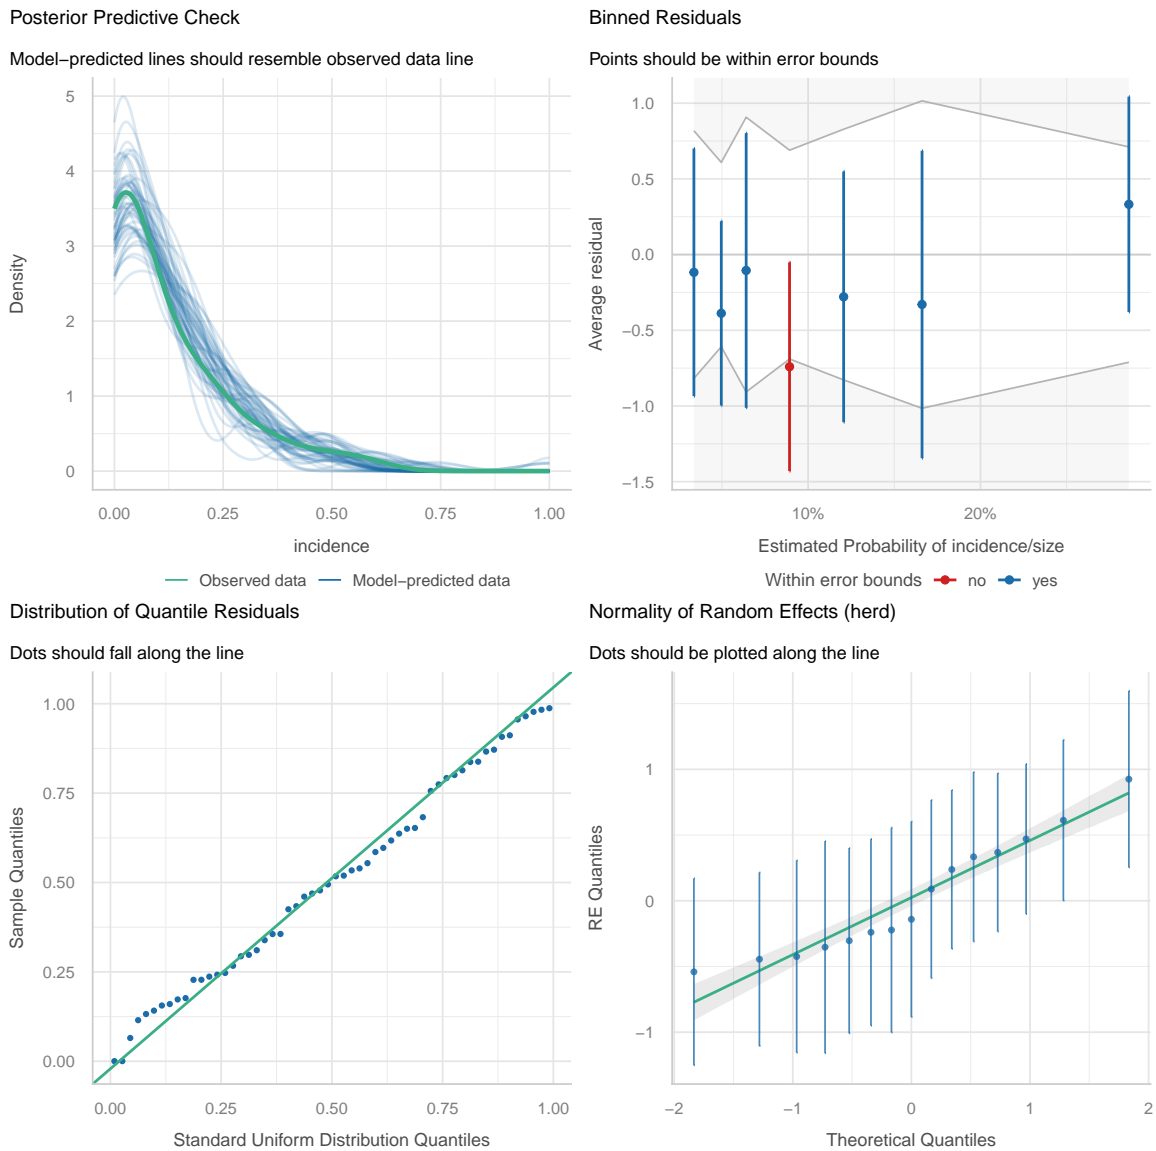 Posterior Predictive Check
Model−predicted lines should resemble observed data line
5
4
3
2
1
0
Density
0.00 0.25 0.50 0.75 1.00
incidence
Observed data Model−predicted data
Binned Residuals
Points should be within error bounds
1.0
0.5
0.0
−0.5
−1.0
−1.5
Average residual
10% 20%
Estimated Probability of incidence/size
Within error bounds no yes
Distribution of Quantile Residuals
Dots should fall along the line
1.00
0.75
0.50
0.25
0.00
Sample Quantiles
0.00 0.25 0.50 0.75 1.00
Standard Uniform Distribution Quantiles
Normality of Random Effects (herd)
Dots should be plotted along the line
1
0
−1
RE Quantiles
−2 −1 0 1 2
Theoretical Quantiles